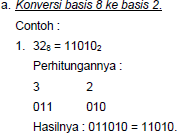 a. Konversi basis 8 ke basis 2.
Contoh :
1. 32₈ = 11010₂
Perhitungannya :
3 2
011 010
Hasilnya : 011010 = 11010.